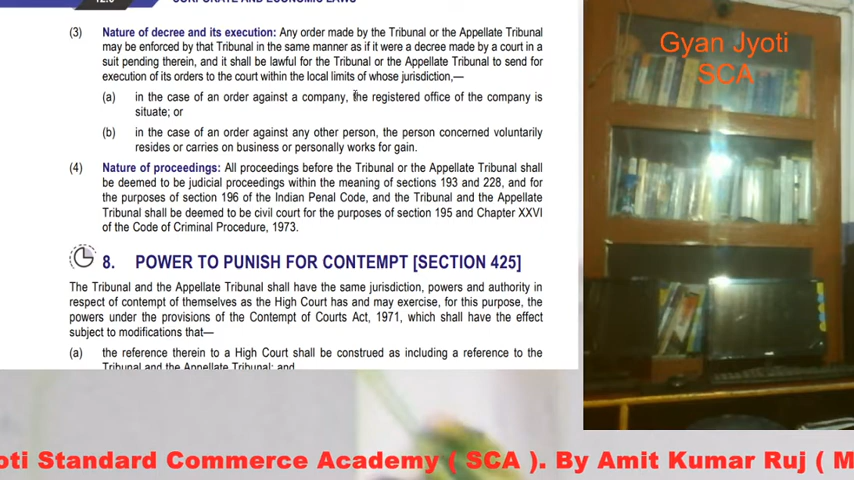 12.6 CORPORATE AND ECONOMIC LAWS
(3) Nature of decree and its execution: Any order made by the Tribunal or the Appellate Tribunal
may be enforced by that Tribunal in the same manner as if it were a decree made by a court in a
suit pending therein, and it shall be lawful for the Tribunal or the Appellate Tribunal to send for
execution of its orders to the court within the local limits of whose jurisdiction,—
(a) in the case of an order against a company, the registered office of the company is
situate; or
(b) in the case of an order against any other person, the person concerned voluntarily
resides or carries on business or personally works for gain.
(4) Nature of proceedings: All proceedings before the Tribunal or the Appellate Tribunal shall
be deemed to be judicial proceedings within the meaning of sections 193 and 228, and for
the purposes of section 196 of the Indian Penal Code, and the Tribunal and the Appellate
Tribunal shall be deemed to be civil court for the purposes of section 195 and Chapter XXVI
of the Code of Criminal Procedure, 1973.
8. POWER TO PUNISH FOR CONTEMPT [SECTION 425]
The Tribunal and the Appellate Tribunal shall have the same jurisdiction, powers and authority in
respect of contempt of themselves as the High Court has and may exercise, for this purpose, the
powers under the provisions of the Contempt of Courts Act, 1971, which shall have the effect
subject to modifications that—
(a) the reference therein to a High Court shall be construed as including a reference to the
Tribunal and the Appellate Tribunal; and
Gyan Jyoti
SCA
oti Standard Commerce Academy ( SCA ). By Amit Kumar Ruj ( M